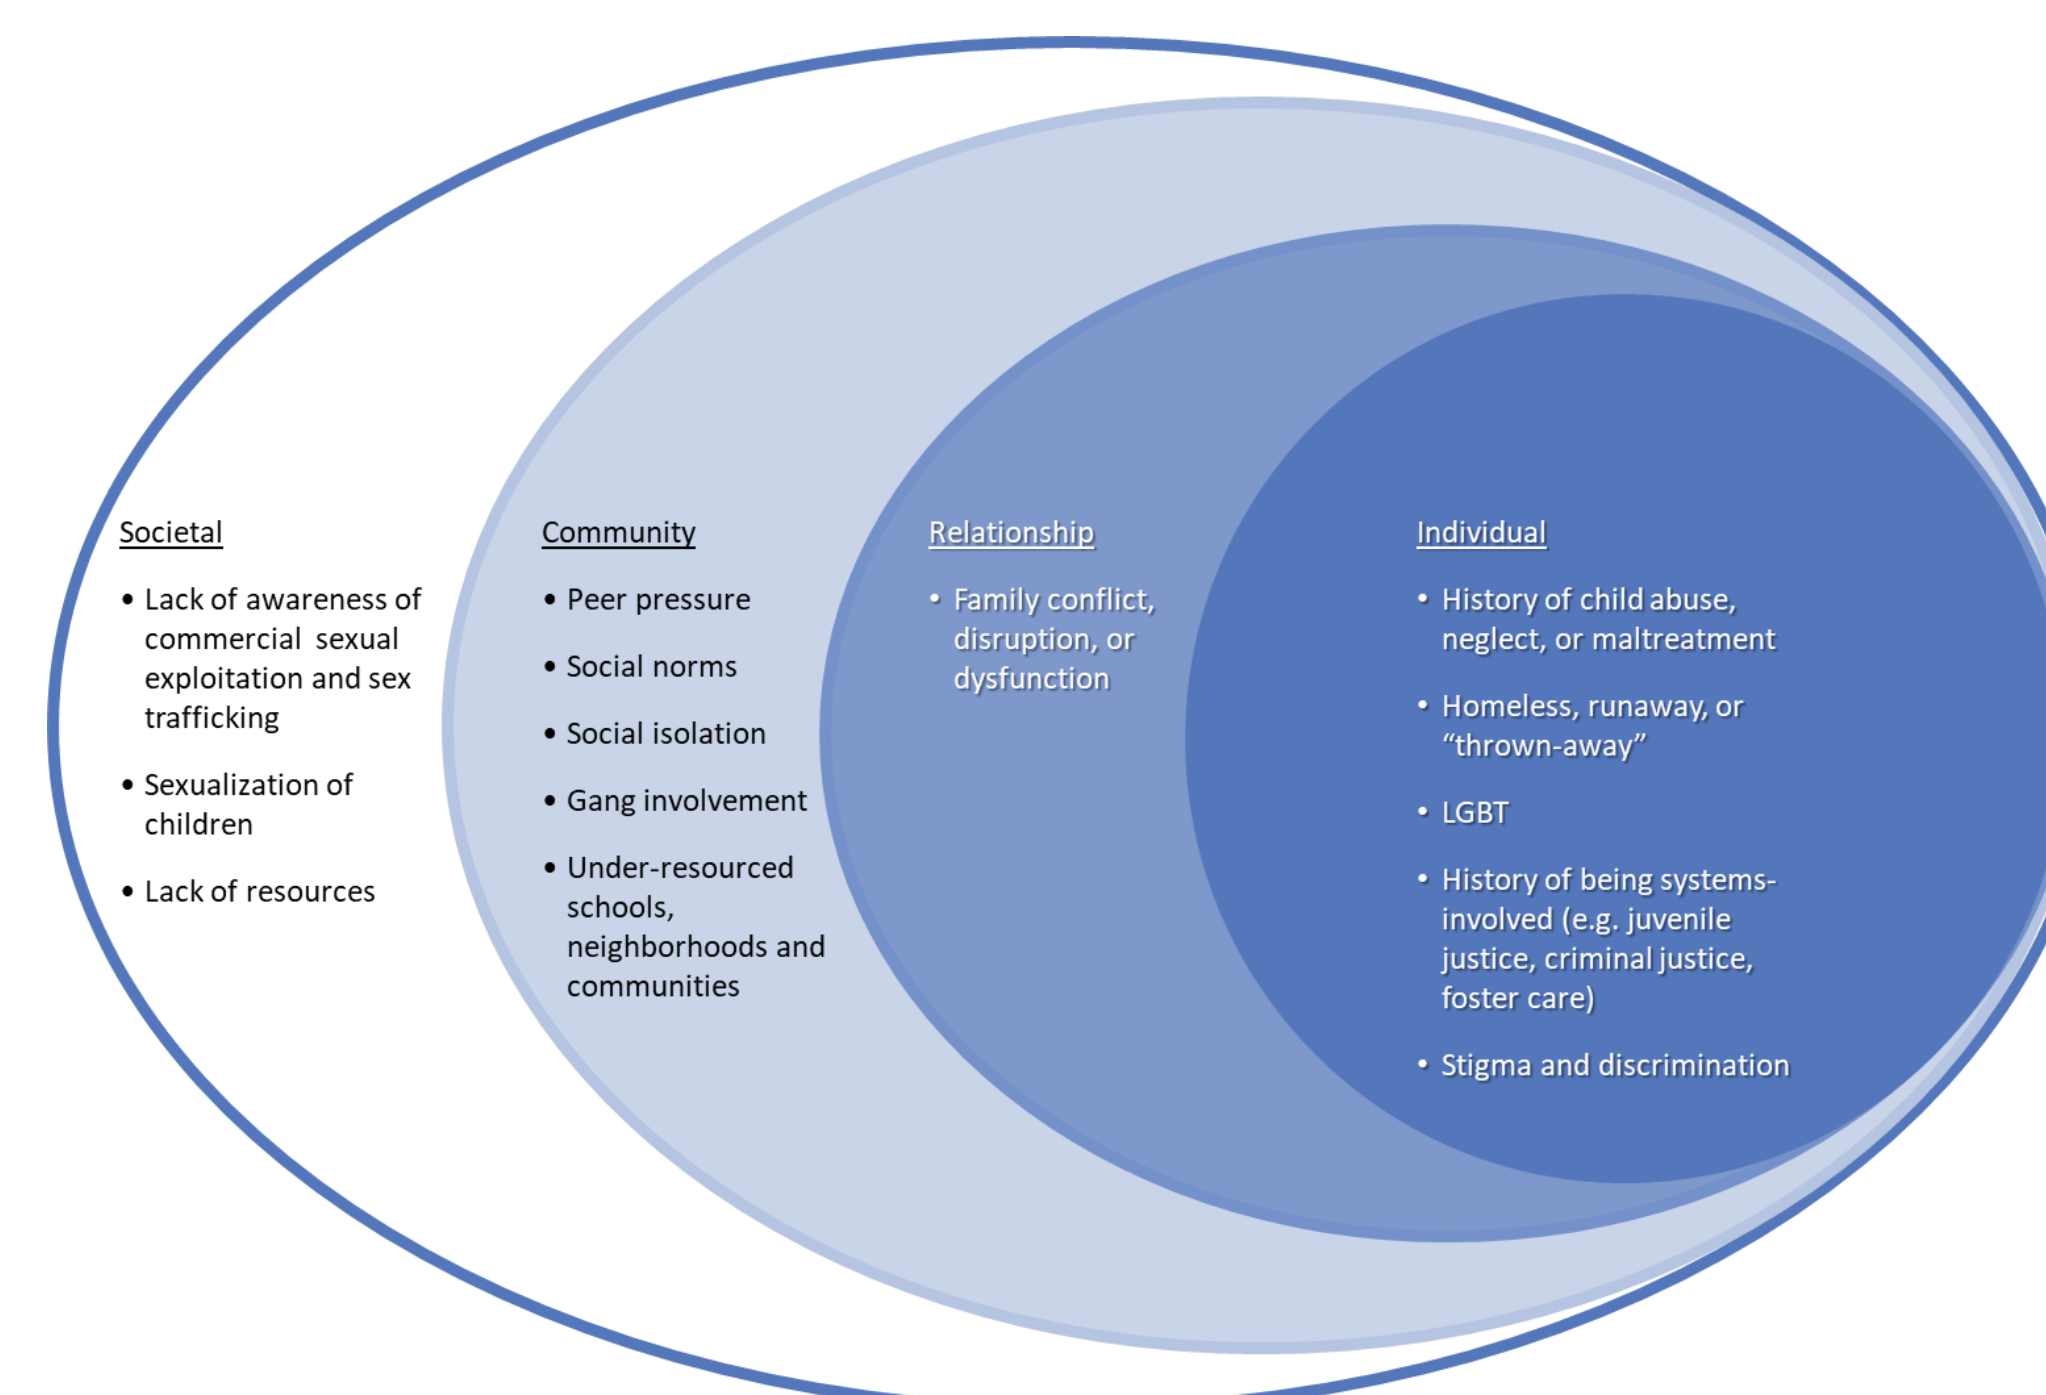 Societal
• Lack of awareness of
commercial sexual
exploitation and sex
trafficking
• Sexualization of
children
• Lack of resources
Community
• Peer pressure
• Social norms
• Social isolation
• Gang involvement
• Under-resourced
schools,
neighborhoods and
communities
Relationship
• Family conflict,
disruption, or
dysfunction
Individual
• History of child abuse,
neglect, or maltreatment
• Homeless, runaway, or
“thrown-away”
• LGBT
• History of being systems-
involved (e.g. juvenile
justice, criminal justice,
foster care)
• Stigma and discrimination